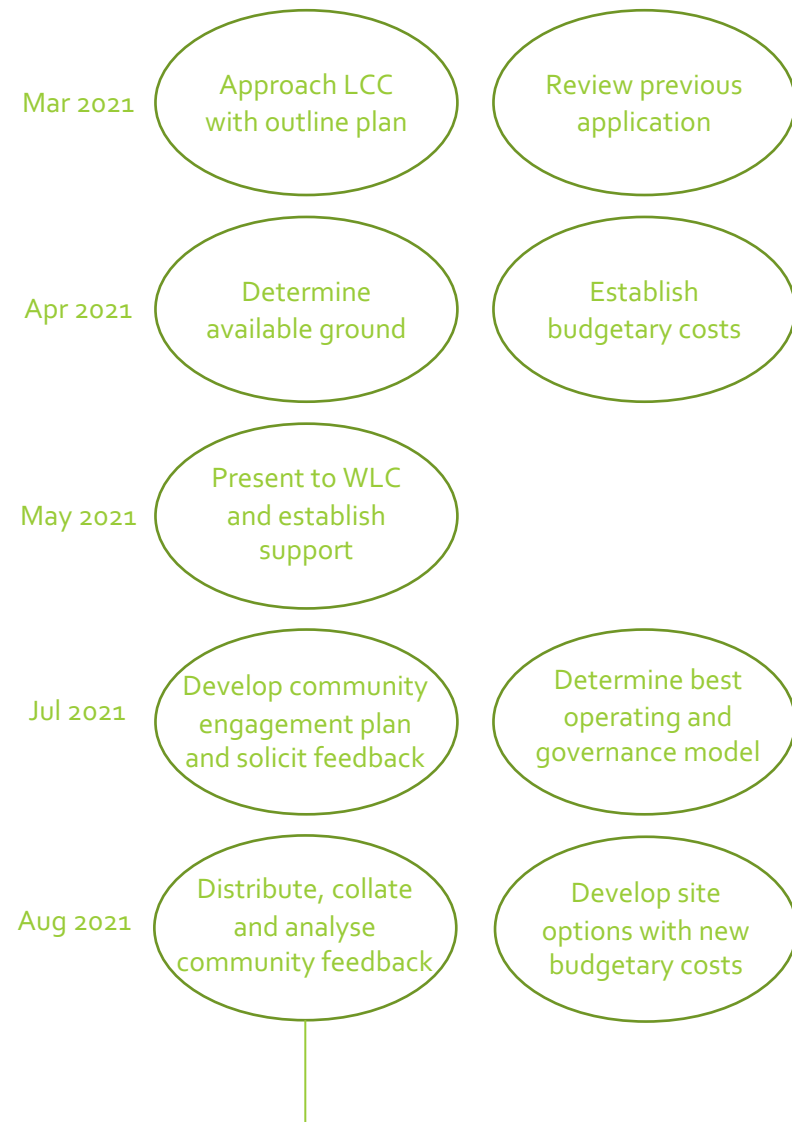 Mar 2021
Approach LCC
with outline plan
Review previous
application
Apr 2021
Determine
available ground
Establish
budgetary costs
May 2021
Present to WLC
and establish
support
Jul 2021
Develop community
engagement plan
and solicit feedback
Determine best
operating and
governance model
Aug 2021
Distribute, collate
and analyse
community feedback
Develop site
options with new
budgetary costs